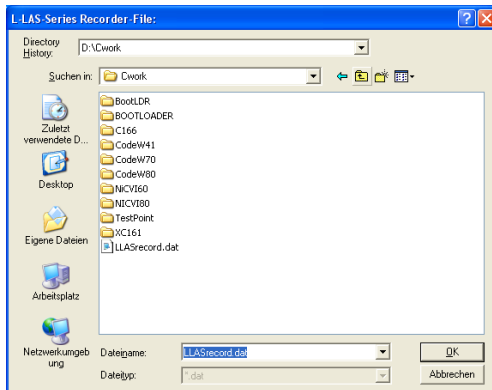 L-LAS-Series Recorder-File:
Directory
History:
D:\Cwork
Suchen in:
Cwork
Zuletzt
verwendete D...
Desktop
Eigene Dateien
Arbeitsplatz
Netzwerkumgeb
ung
BootLDR
BOOTLOADER
C166
CodeW41
CodeW70
CodeW80
NiCVI60
NICVI80
TestPoint
XC161
LLASrecord.dat
Dateiname:
LLASrecord.dat
OK
Dateityp:
*.dat
Abbrechen